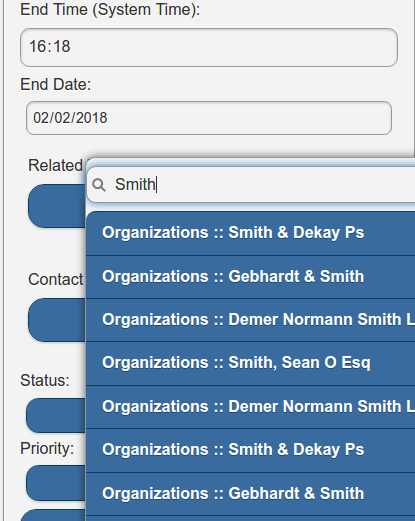 End Time (System Time):
16:18
End Date:
02/02/2018
Related
Smith
Organizations :: Smith & Dekay Ps
Organizations :: Gebhardt & Smith
Contact
Organizations :: Demer Normann Smith L
Organizations :: Smith, Sean O Esq
Status:
Organizations :: Demer Normann Smith L
Priority:
Organizations :: Smith & Dekay Ps
Organizations :: Gebhardt & Smith